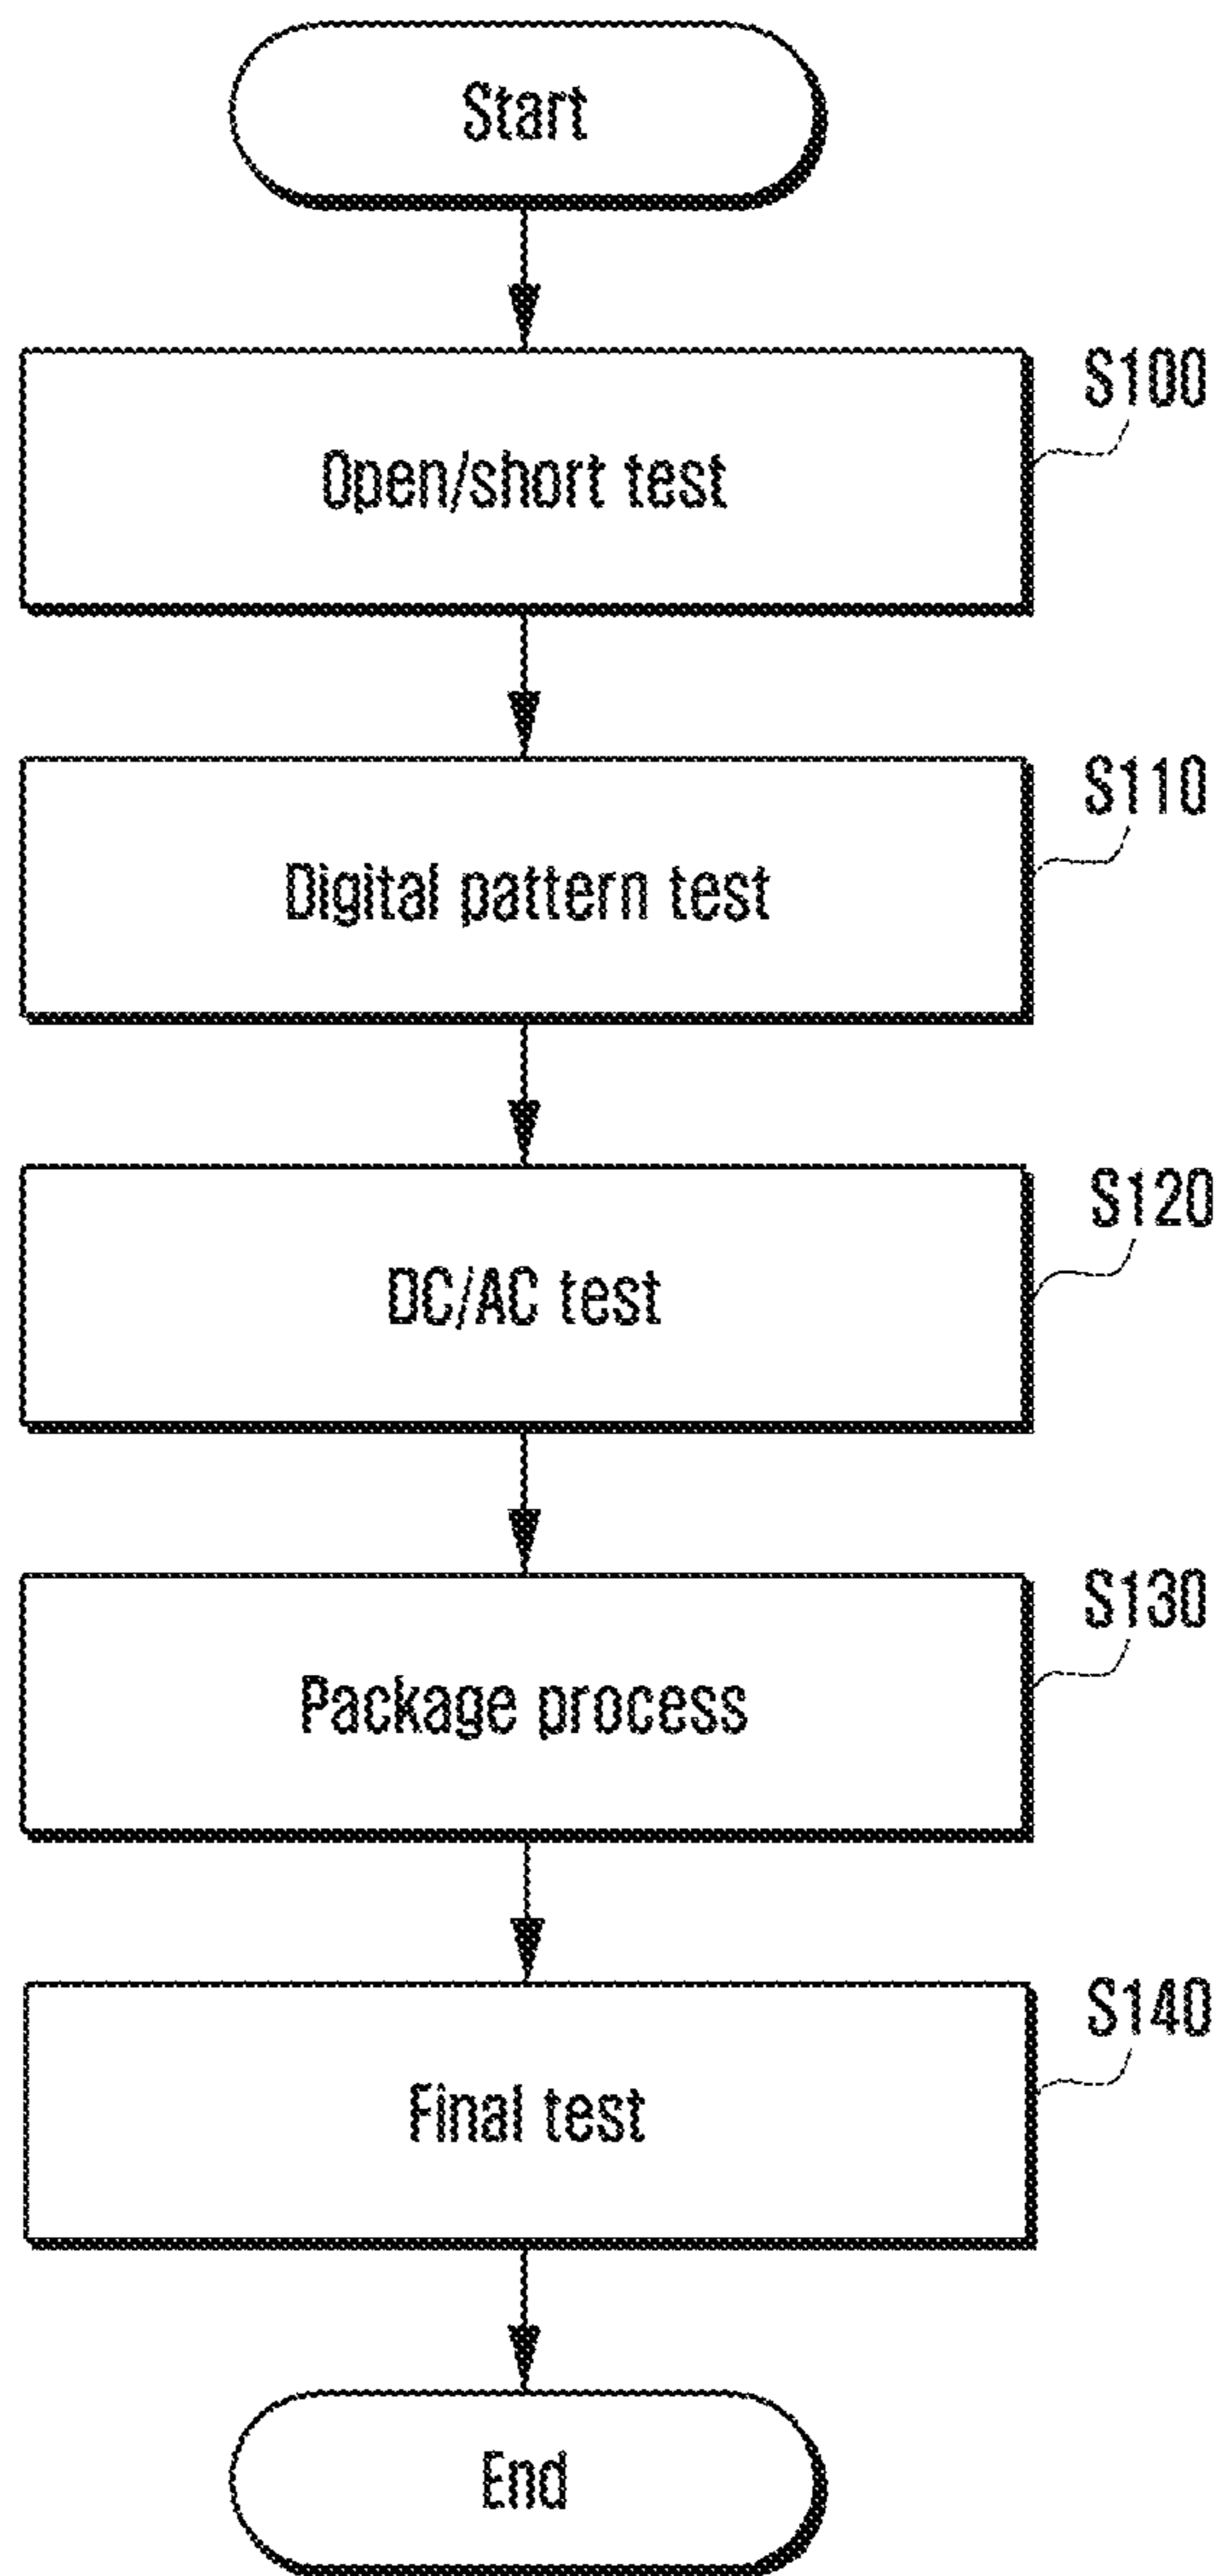 Start
S100
Open/short test
S110
Digital pattern test
S120
DC/AC test
S130
Package process
S140
Final test
End